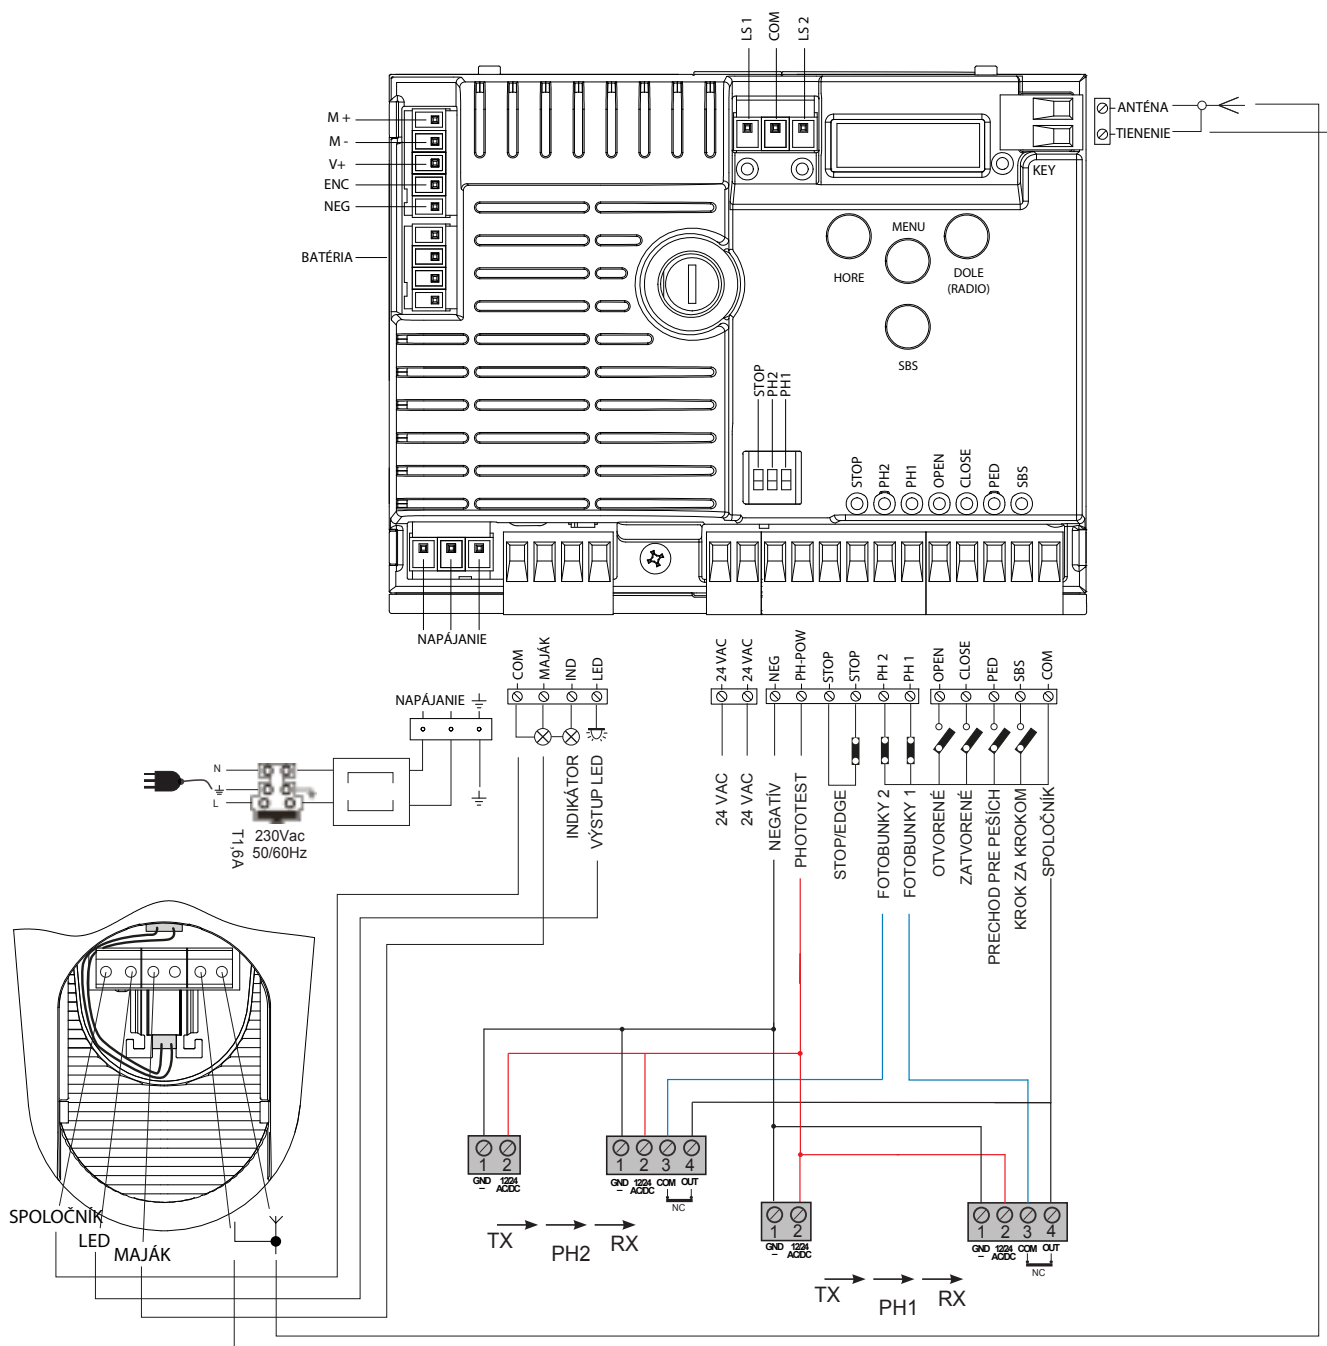 LS 1
COM
LS 2
M +
M -
V+
ENC
NEG
BATÉRIA
ANTÉNA
TIENENIE
KEY
MENU
HORE
DOLE
(RADIO)
SBS
STOP
PH2
PH1
STOP
PH2
PH1
OPEN
CLOSE
PED
SBS
NAPÁJANIE
COM
MAJÁK
IND
LED
24 VAC
24 VAC
NEG
PH-POW
STOP
STOP
PH 2
PH 1
OPEN
CLOSE
PED
SBS
COM
NAPÁJANIE
N
L
T1,6A
230Vac
50/60Hz
INDIKÁTOR
VÝSTUP LED
24 VAC
24 VAC
NEGATÍV
PHOTOTEST
STOP/EDGE
FOTOBUNKY 2
FOTOBUNKY 1
OTVORENÉ
ZATVORENÉ
PRECHOD PRE PEŠÍCH
KROK ZA KROKOM
SPOLOČNÍK
1 2
GND 12/24
– AC/DC
1 2 3 4
GND 12/24 COM OUT
– AC/DC
NC
TX PH2 RX
1 2
GND 12/24
– AC/DC
1 2 3 4
GND 12/24 COM OUT
– AC/DC
NC
TX PH1 RX
SPOLOČNÍK
LED
MAJÁK